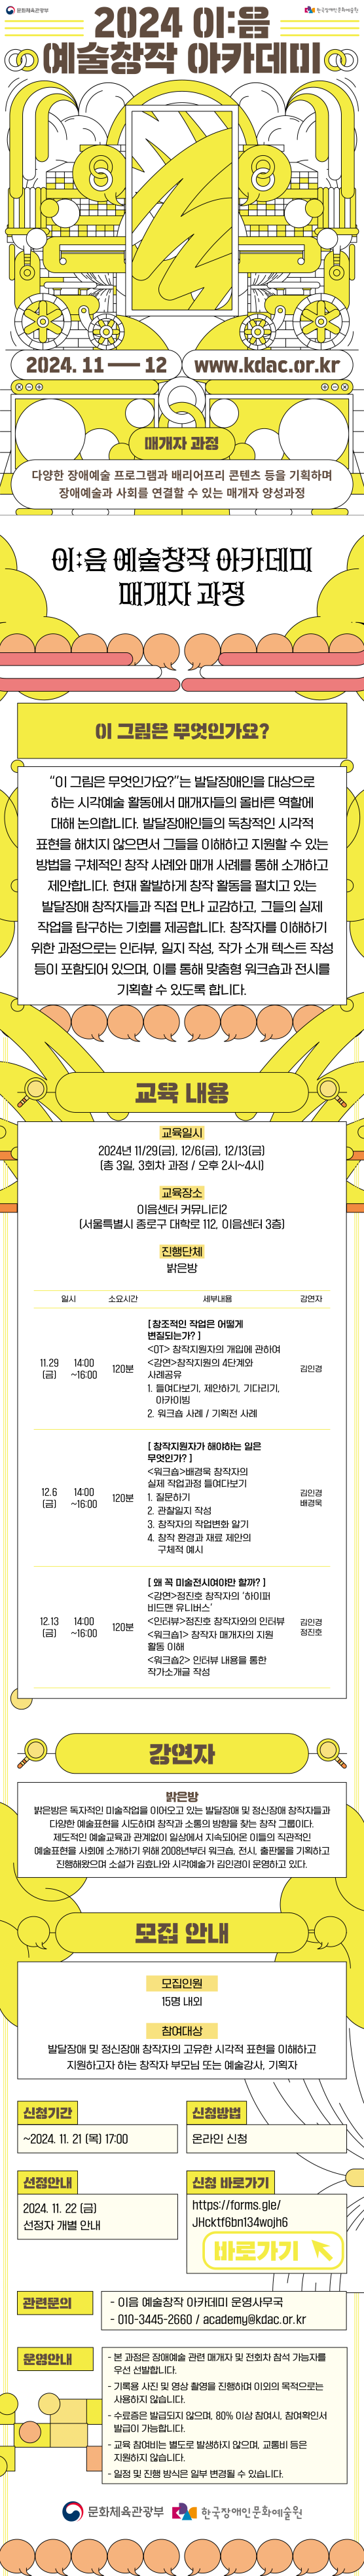 문화체육관광부
한국장애인문화예술원
2024 이:음
예술창작 아카데미
2024. 11 — 12
www.kdac.or.kr
매개자 과정
다양한 장애예술 프로그램과 배리어프리 콘텐츠 등을 기획하며
장애예술과 사회를 연결할 수 있는 매개자 양성과정
이:음 예술창작 아카데미
매개자 과정
이 그림은 무엇인가요?
“이 그림은 무엇인가요?”는 발달장애인을 대상으로
하는 시각예술 활동에서 매개자들의 올바른 역할에
대해 논의합니다. 발달장애인들의 독창적인 시각적
표현을 해치지 않으면서 그들을 이해하고 지원할 수 있는
방법을 구체적인 창작 사례와 매개 사례를 통해 소개하고
제안합니다. 현재 활발하게 창작 활동을 펼치고 있는
발달장애 창작자들과 직접 만나 교감하고, 그들의 실제
작업을 탐구하는 기회를 제공합니다. 창작자를 이해하기
위한 과정으로는 인터뷰, 일지 작성, 작가 소개 텍스트 작성
등이 포함되어 있으며, 이를 통해 맞춤형 워크숍과 전시를
기획할 수 있도록 합니다.
교육 내용
교육일시
2024년 11/29(금), 12/6(금), 12/13(금)
(총 3일, 3회차 과정 / 오후 2시~4시)
교육장소
이음센터 커뮤니티2
(서울특별시 종로구 대학로 112, 이음센터 3층)
진행단체
밝은방
일시 소요시간 세부내용 강연자
11.29
(금)
14:00
~16:00
120분
[ 창조적인 작업은 어떻게
변질되는가? ]
<OT> 창작지원자의 개입에 관하여
<강연>창작지원의 4단계와
사례공유
1. 들여다보기, 제안하기, 기다리기,
아카이빙
2. 워크숍 사례 / 기획전 사례
김인경
12.6
(금)
14:00
~16:00
120분
[ 창작지원자가 해야하는 일은
무엇인가? ]
<워크숍>배경욱 창작자의
실제 작업과정 들여다보기
1. 질문하기
2. 관찰일지 작성
3. 창작자의 작업변화 알기
4. 창작 환경과 재료 제안의
구체적 예시
김인경
배경욱
12.13
(금)
14:00
~16:00
120분
[ 왜 꼭 미술전시여야만 할까? ]
<강연>정진호 창작자의 ‘하이퍼
비드맨 유니버스’
<인터뷰>정진호 창작자와의 인터뷰
<워크숍1> 창작자 매개자의 지원
활동 이해
<워크숍2> 인터뷰 내용을 통한
작가소개글 작성
김인경
정진호
강연자
밝은방
밝은방은 독자적인 미술작업을 이어오고 있는 발달장애 및 정신장애 창작자들과
다양한 예술표현을 시도하며 창작과 소통의 방향을 찾는 창작 그룹이다.
제도적인 예술교육과 관계없이 일상에서 지속되어온 이들의 직관적인
예술표현을 사회에 소개하기 위해 2008년부터 워크숍, 전시, 출판물을 기획하고
진행해왔으며 소설가 김효나와 시각예술가 김인경이 운영하고 있다.
모집 안내
모집인원
15명 내외
참여대상
발달장애 및 정신장애 창작자의 고유한 시각적 표현을 이해하고
지원하고자 하는 창작자 부모님 또는 예술강사, 기획자
신청기간
~2024. 11. 21 (목) 17:00
신청방법
온라인 신청
선정안내
2024. 11. 22 (금)
선정자 개별 안내
신청 바로가기
https://forms.gle/
JHcktf6bn134wojh6
바로가기
관련문의
- 이음 예술창작 아카데미 운영사무국
- 010-3445-2660 / academy@kdac.or.kr
운영안내
- 본 과정은 장애예술 관련 매개자 및 전회차 참석 가능자를
우선 선발합니다.
- 기록용 사진 및 영상 촬영을 진행하며 이외의 목적으로는
사용하지 않습니다.
- 수료증은 발급되지 않으며, 80% 이상 참여시, 참여확인서
발급이 가능합니다.
- 교육 참여비는 별도로 발생하지 않으며, 교통비 등은
지원하지 않습니다.
- 일정 및 진행 방식은 일부 변경될 수 있습니다.
문화체육관광부
한국장애인문화예술원